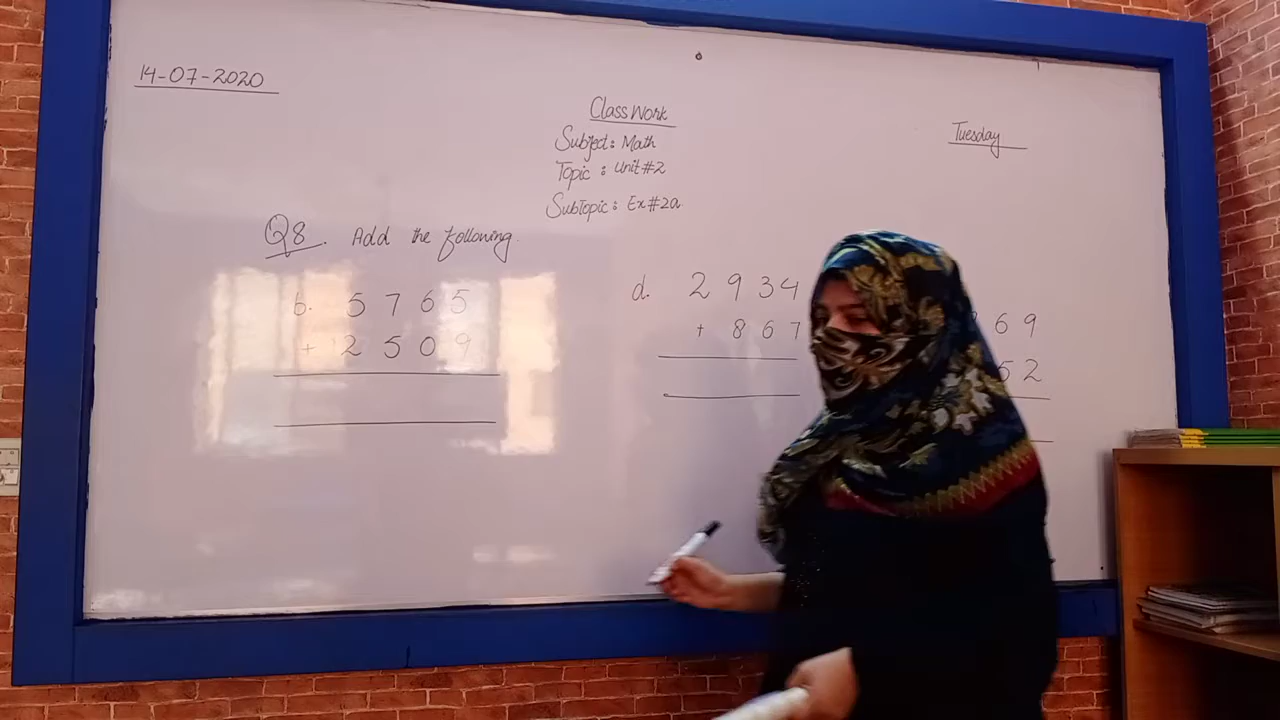 14-07-2020
Class Work
Tuesday
Subject: Math
Topic: Unit #2
SubTopic: Ex#2a
Q8. Add the following.
b. 5 7 6 5
+ 2 5 0 9
d. 2 9 3 4
+ 8 6 7
6 9
5 2